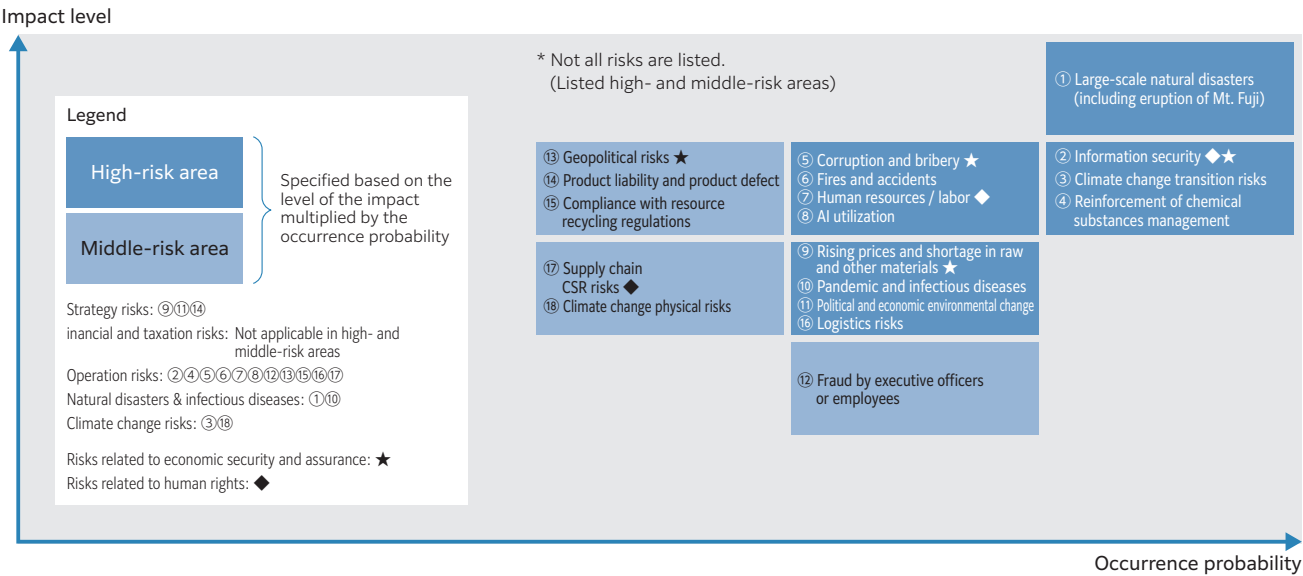 Impact level
* Not all risks are listed.
(Listed high- and middle-risk areas)
① Large-scale natural disasters
(including eruption of Mt. Fuji)
Legend
High-risk area
Middle-risk area
Specified based on the
level of the impact
multiplied by the
occurrence probability
Strategy risks: ⑨⑪⑭
inancial and taxation risks: Not applicable in high- and
middle-risk areas
Operation risks: ②④⑤⑥⑦⑧⑫⑬⑮⑯⑰
Natural disasters & infectious diseases: ①⑩
Climate change risks: ③⑱
Risks related to economic security and assurance: ★
Risks related to human rights: ◆
⑬ Geopolitical risks ★
⑭ Product liability and product defect
⑮ Compliance with resource
recycling regulations
⑤ Corruption and bribery ★
⑥ Fires and accidents
⑦ Human resources / labor ◆
⑧ AI utilization
② Information security ◆★
③ Climate change transition risks
④ Reinforcement of chemical
substances management
⑰ Supply chain
CSR risks ◆
⑱ Climate change physical risks
⑨ Rising prices and shortage in raw
and other materials ★
⑩ Pandemic and infectious diseases
⑪ Political and economic environmental change
⑯ Logistics risks
⑫ Fraud by executive officers
or employees
Occurrence probability